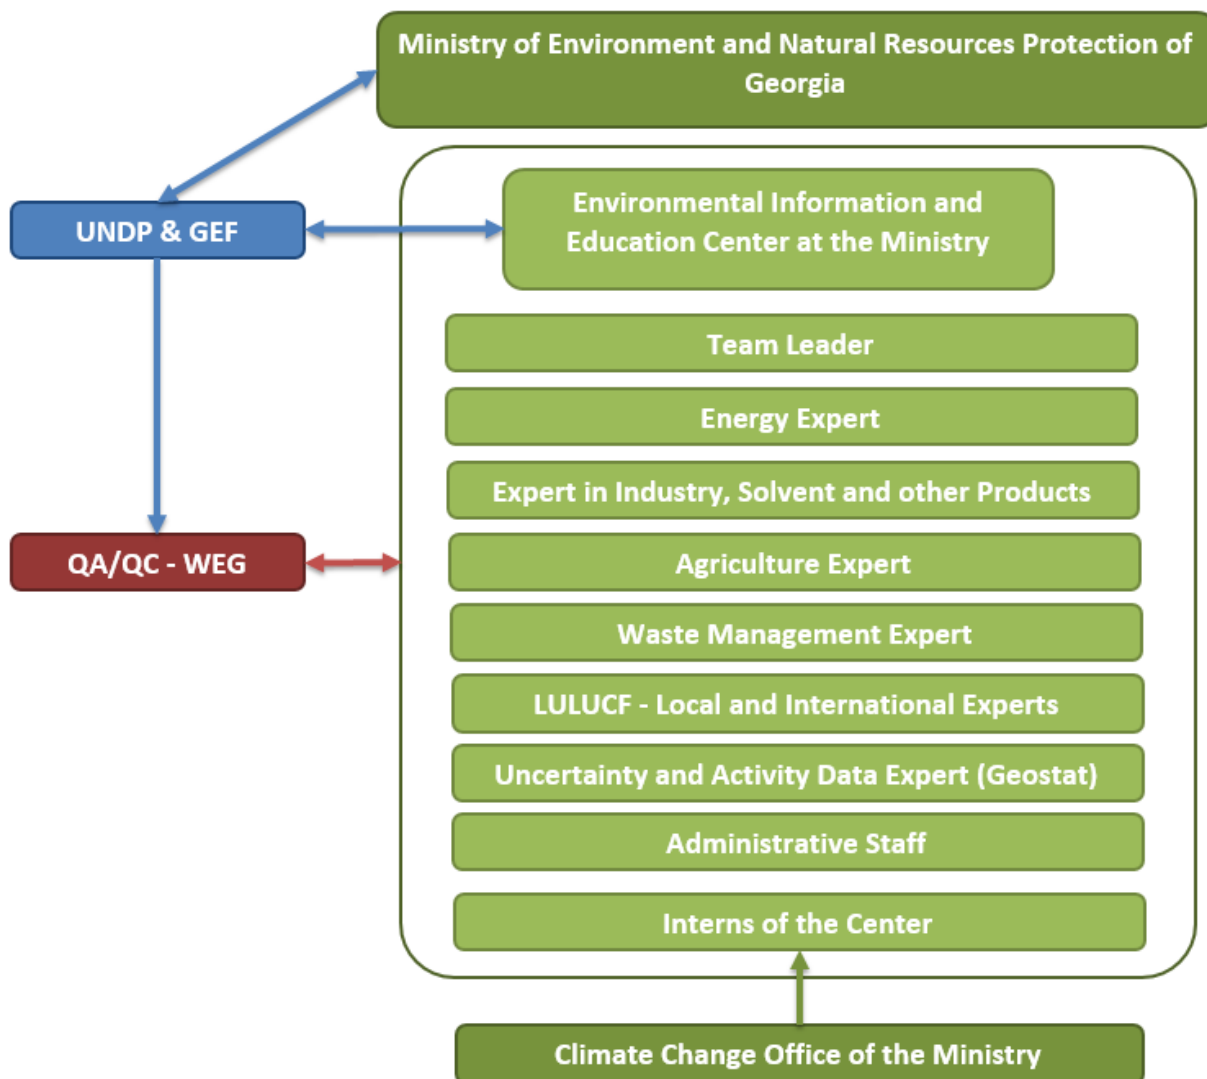 Ministry of Environment and Natural Resources Protection of
Georgia
Environmental Information and
Education Center at the Ministry
UNDP & GEF
Team Leader
Energy Expert
Expert in Industry, Solvent and other Products
QA/QC - WEG
Agriculture Expert
Waste Management Expert
LULUCF - Local and International Experts
Uncertainty and Activity Data Expert (Geostat)
Administrative Staff
Interns of the Center
Climate Change Office of the Ministry